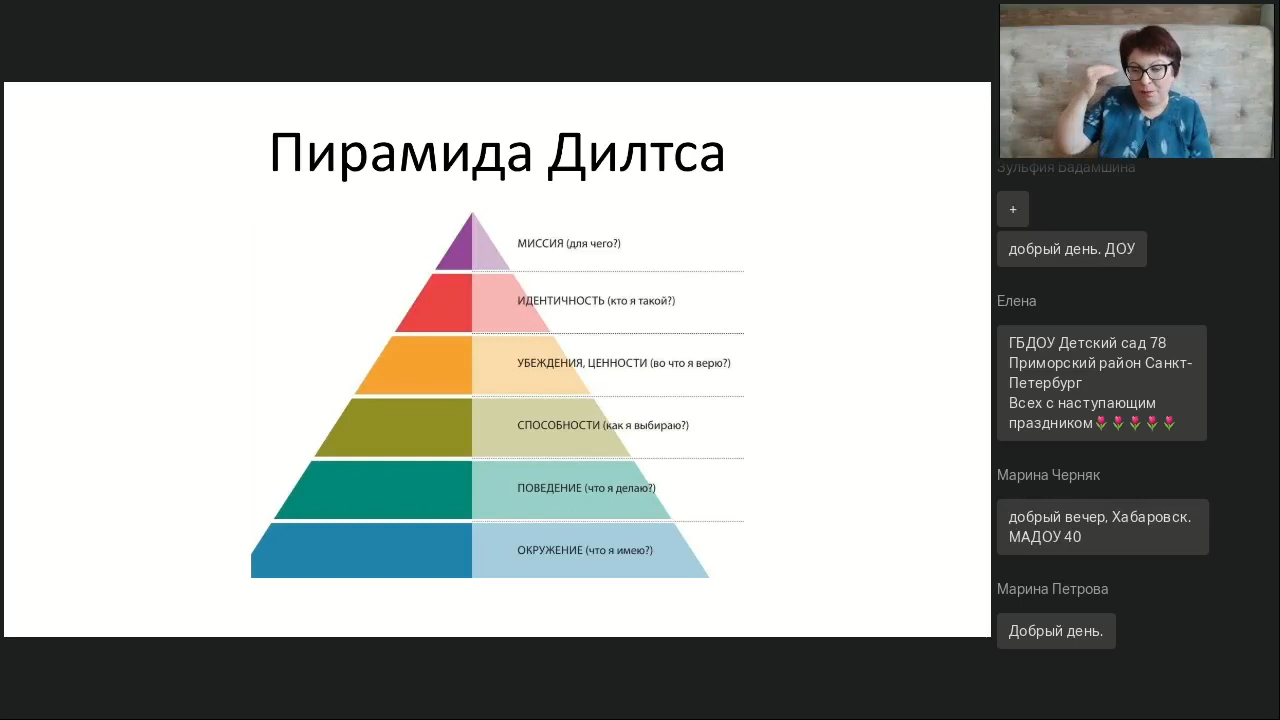 Пирамида Дилтса
МИССИЯ (для чего?)
ИДЕНТИЧНОСТЬ (кто я такой?)
УБЕЖДЕНИЯ, ЦЕННОСТИ (во что я верю?)
СПОСОБНОСТИ (как я выбираю?)
ПОВЕДЕНИЕ (что я делаю?)
ОКРУЖЕНИЕ (что я имею?)
Зульфия Бадамшина
+
добрый день. ДОУ
Елена
ГБДОУ Детский сад 78
Приморский район Санкт-
Петербург
Всех с наступающим
праздником🌷🌷🌷🌷🌷
Марина Черняк
добрый вечер, Хабаровск.
МАДОУ 40
Марина Петрова
Добрый день.